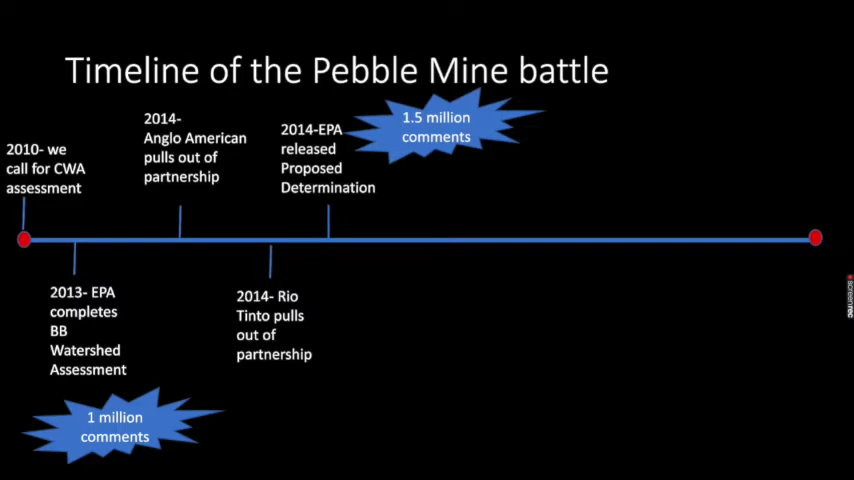 Timeline of the Pebble Mine battle
2010- we
call for CWA
assessment
2014-
Anglo American
pulls out of
partnership
2014-EPA
released
Proposed
Determination
1.5 million
comments
2013- EPA
completes
BB
Watershed
Assessment
2014- Rio
Tinto pulls
out of
partnership
1 million
comments
screenrec